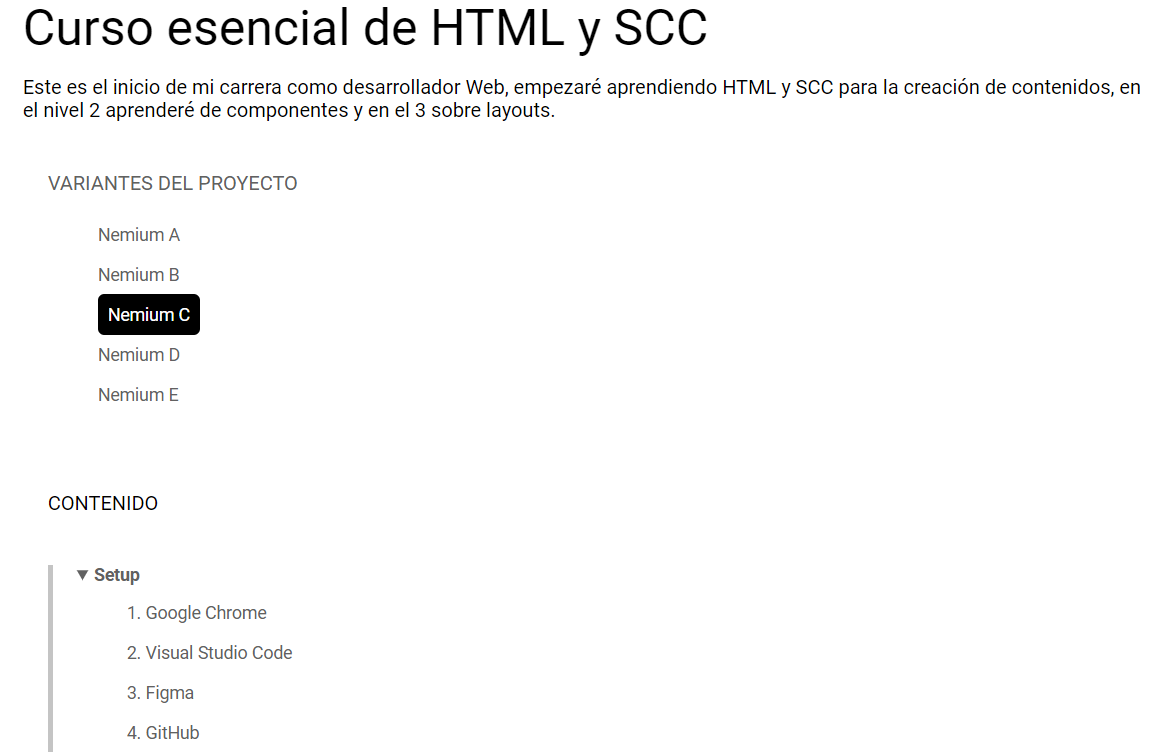 Curso esencial de HTML y SCC
Este es el inicio de mi carrera como desarrollador Web, empezaré aprendiendo HTML y SCC para la creación de contenidos, en
el nivel 2 aprenderé de componentes y en el 3 sobre layouts.
VARIANTES DEL PROYECTO
Nemium A
Nemium B
Nemium C
Nemium D
Nemium E
CONTENIDO
▼ Setup
1. Google Chrome
2. Visual Studio Code
3. Figma
4. GitHub